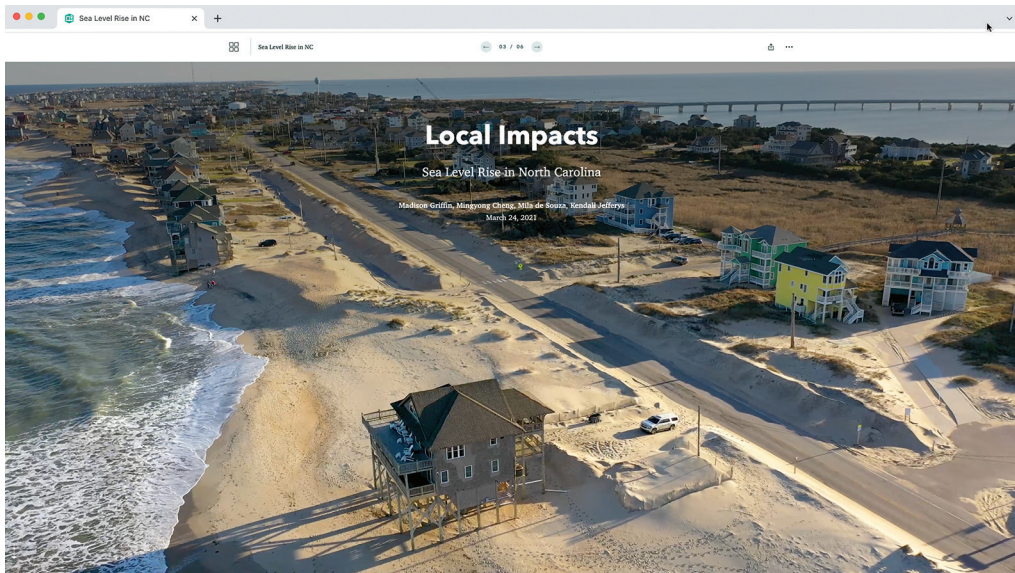 Sea Level Rise in NC
Sea Level Rise in NC
03 / 06
Local Impacts
Sea Level Rise in North Carolina
Madison Griffin, Mingyong Cheng, Mila de Souza, Kendall Jefferys
March 24, 2021